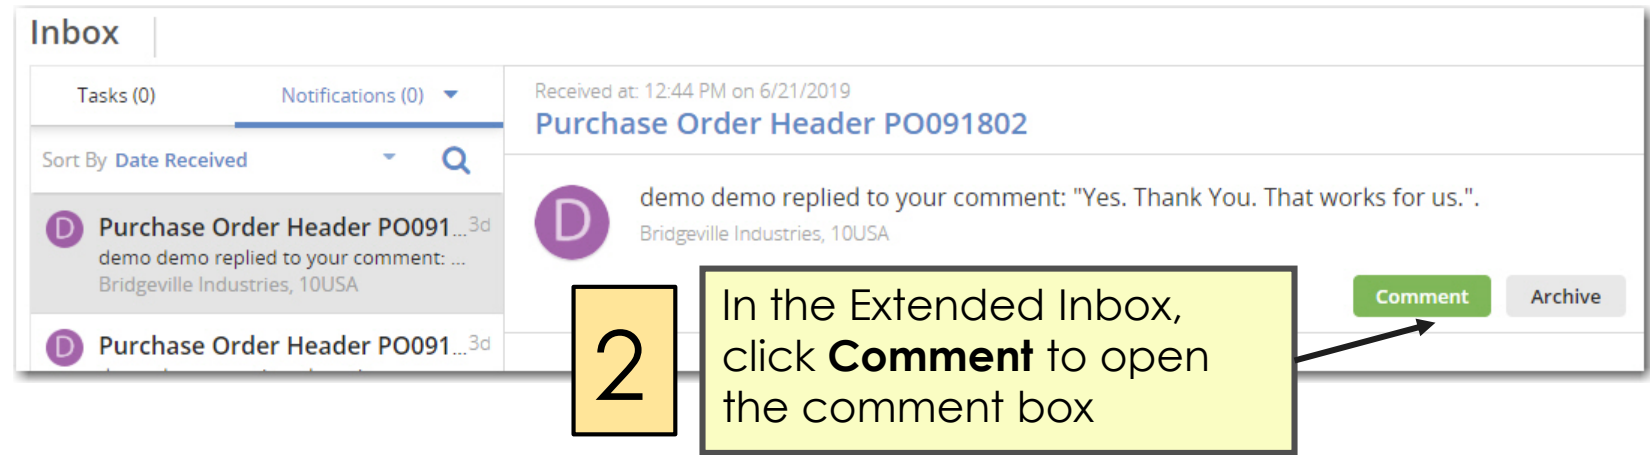 Inbox
Tasks (0)
Notifications (0)
Sort By Date Received
D
Purchase Order Header PO091...3d
demo demo replied to your comment: ...
Bridgeville Industries, 10USA
D
Purchase Order Header PO091...3d
Received at: 12:44 PM on 6/21/2019
Purchase Order Header PO091802
D
demo demo replied to your comment: "Yes. Thank You. That works for us.".
Bridgeville Industries, 10USA
Comment
Archive
2
In the Extended Inbox,
click Comment to open
the comment box